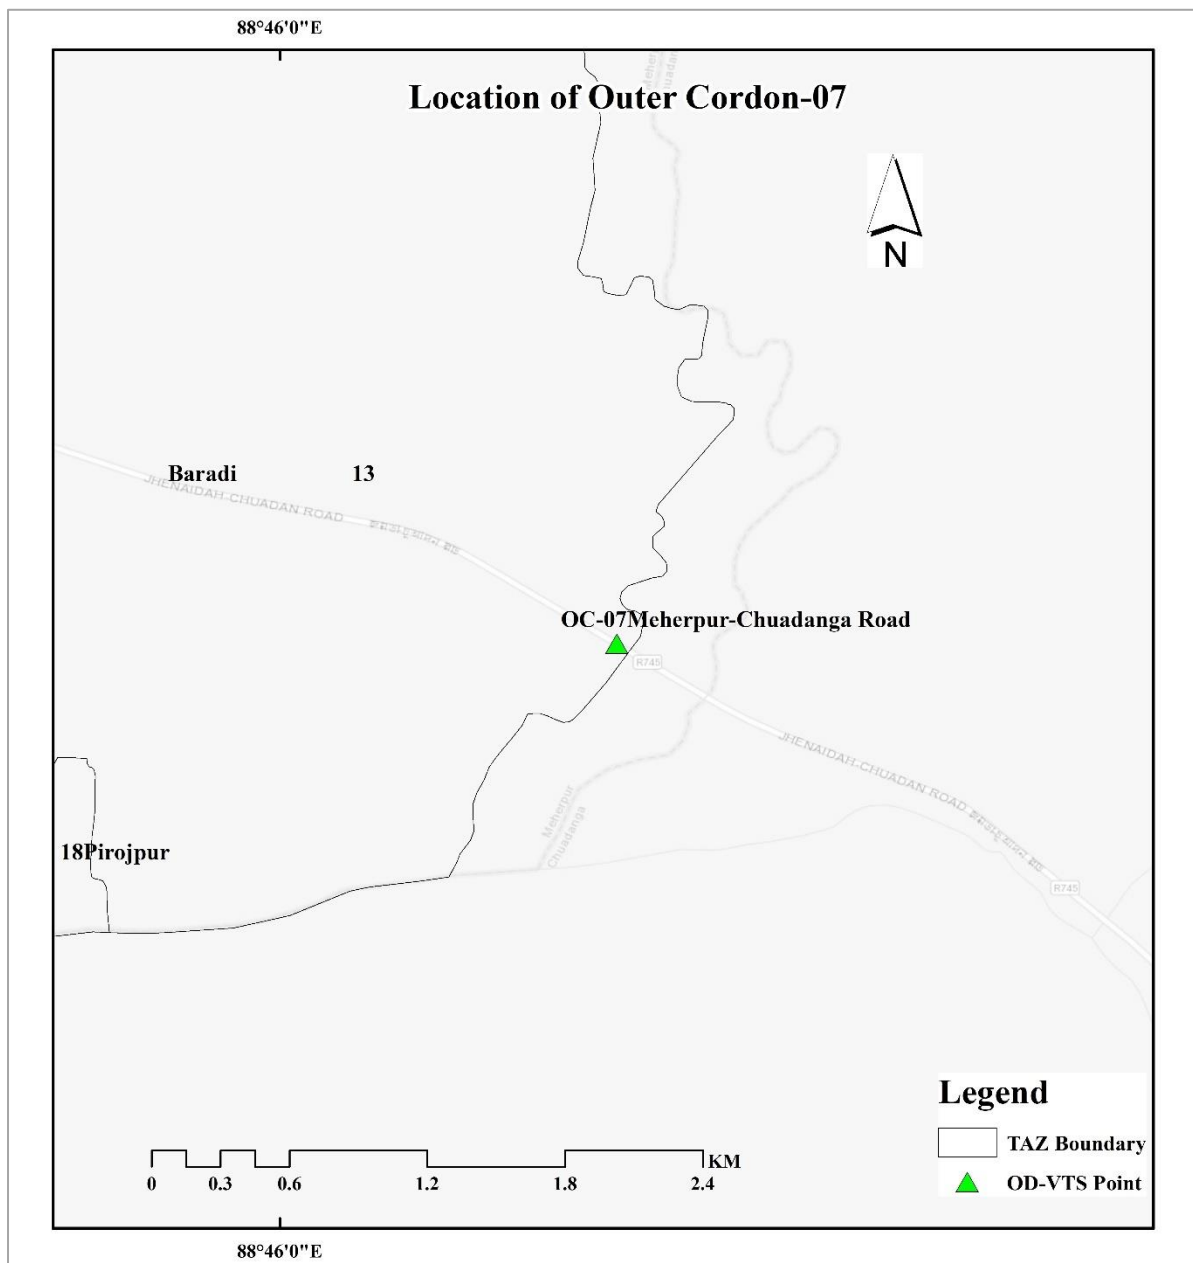 88°46'0"E
Meherpur
Location of Outer Cordon-07
N
Baradi 13
JHENAIDAH CHUADAN ROAD
OC-07Meherpur-Chuadanga Road
R745
JHENAIDAH CHUADAN ROAD
Meherpur
Chuadanga
18Pirojpur
R745
Legend
TAZ Boundary
OD-VTS Point
KM
0 0.3 0.6 1.2 1.8 2.4
88°46'0"E